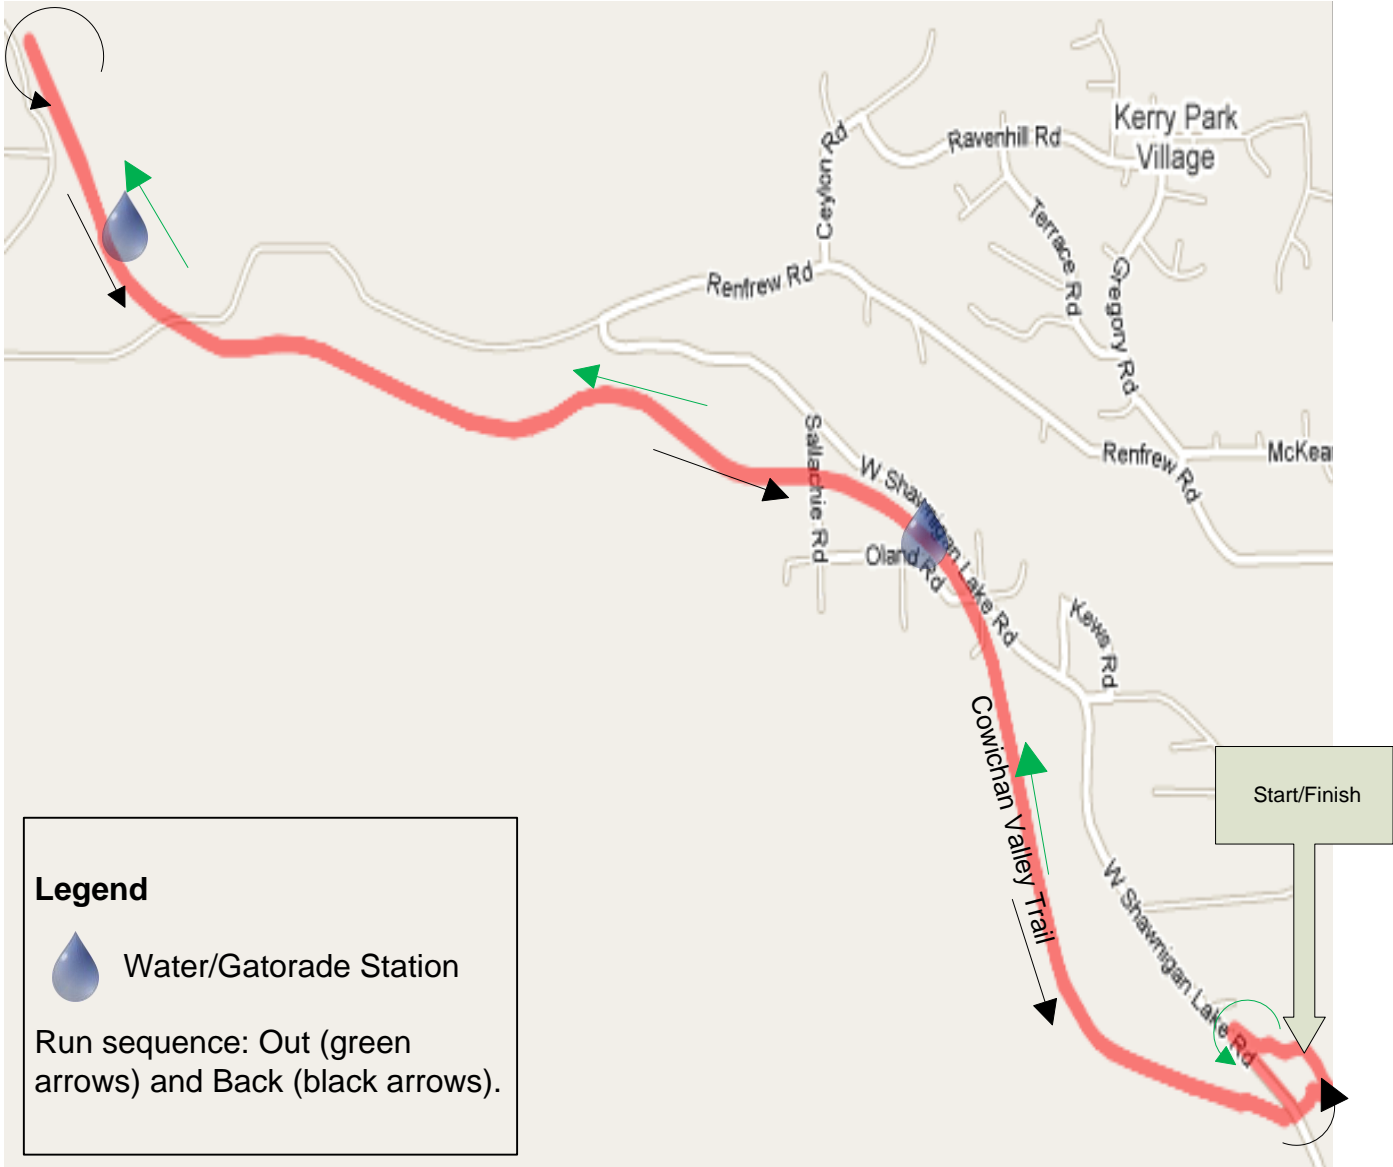 Kerry Park
Village
Ravenhill Rd
Ceylon Rd
Terrace Rd
Gregory Rd
Renfrew Rd
Renfrew Rd
McKea
Sallachie Rd
W Shawnigan Lake Rd
Oland Rd
Kews Rd
Cowichan Valley Trail
Start/Finish
W Shawnigan Lake Rd
Legend
Water/Gatorade Station
Run sequence: Out (green
arrows) and Back (black arrows).